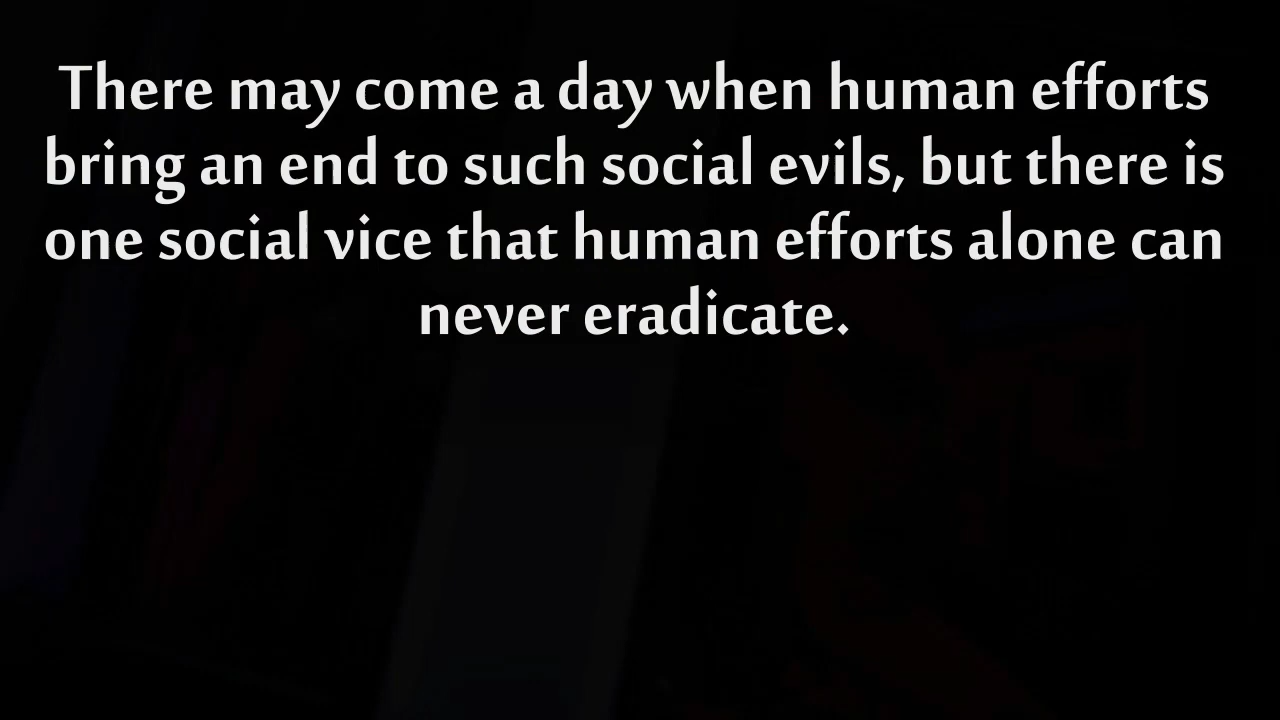 There may come a day when human efforts
bring an end to such social evils, but there is
one social vice that human efforts alone can
never eradicate.